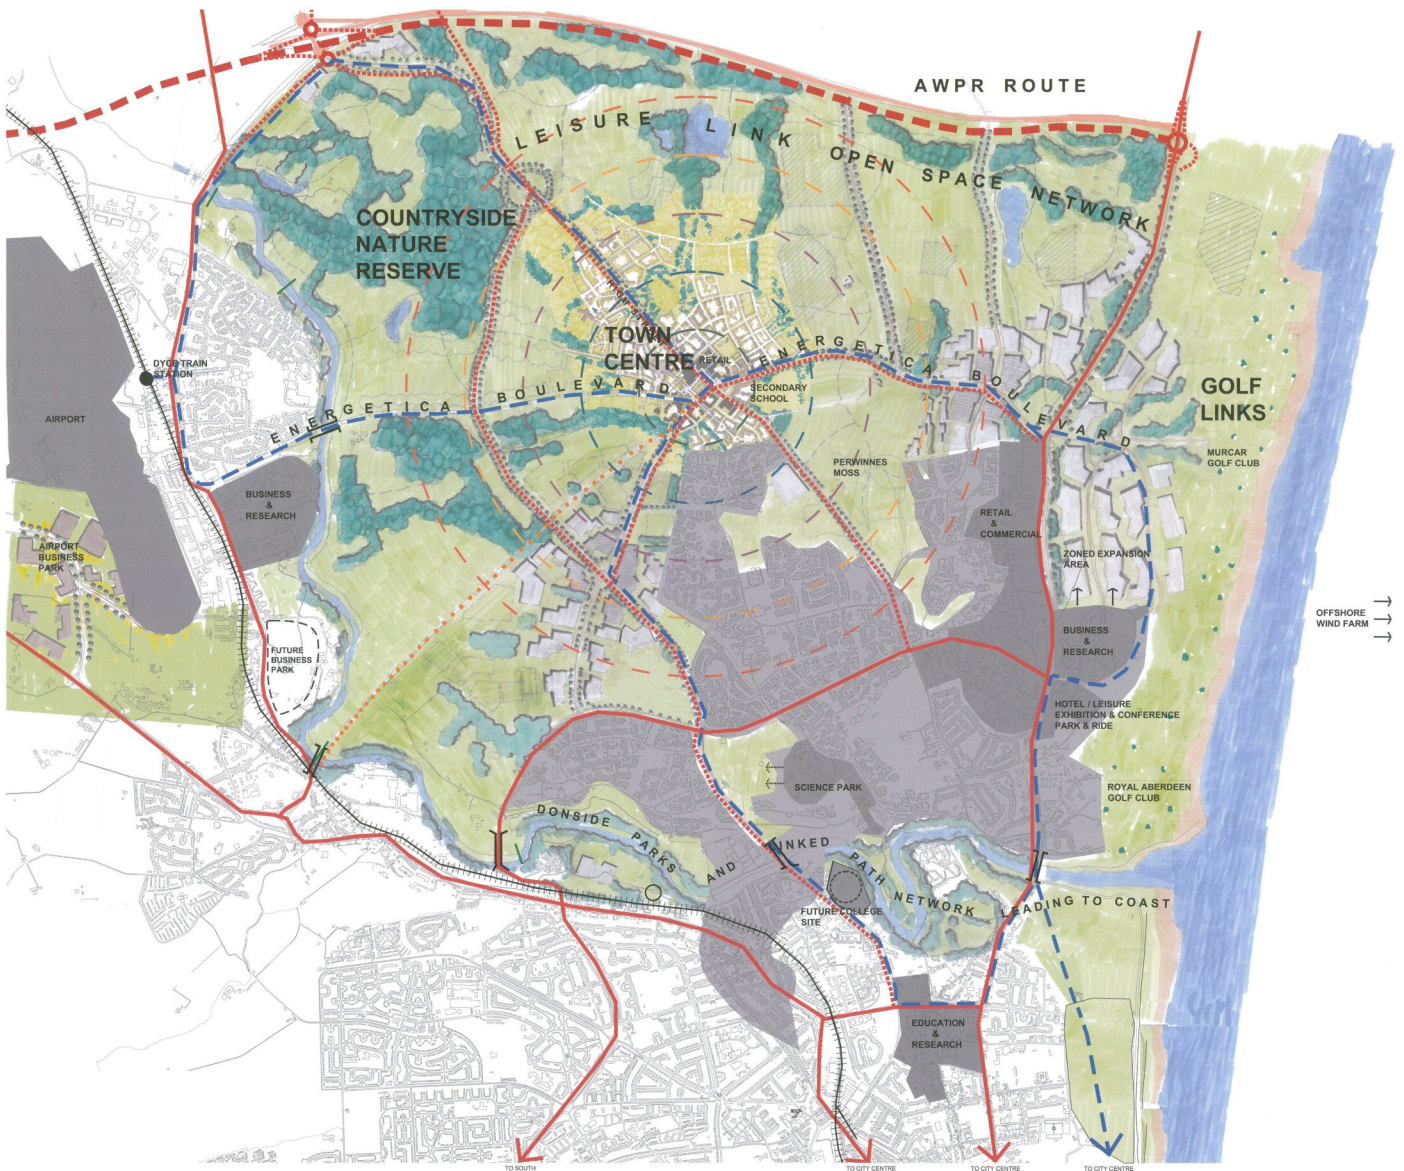 AWPR ROUTE
LEISURE LINK OPEN SPACE NETWORK
COUNTRYSIDE
NATURE
RESERVE
HIGH ST
TOWN
CENTRE
RETAIL
ENERGETICA BOULEVARD
SECONDARY
SCHOOL
DYCE TRAIN
STATION
ENERGETICA BOULEVARD
GOLF
LINKS
AIRPORT
MURCAR
GOLF CLUB
PERWINNES
MOSS
BUSINESS
&
RESEARCH
RETAIL
&
COMMERCIAL
AIRPORT
BUSINESS
PARK
ZONED EXPANSION
AREA
OFFSHORE
WIND FARM
BUSINESS
&
RESEARCH
FUTURE
BUSINESS
PARK
HOTEL / LEISURE
EXHIBITION & CONFERENCE
PARK & RIDE
SCIENCE PARK
ROYAL ABERDEEN
GOLF CLUB
DONSIDE PARKS AND LINKED PATH NETWORK LEADING TO COAST
FUTURE COLLEGE
SITE
EDUCATION
&
RESEARCH
TO SOUTH
TO CITY CENTRE
TO CITY CENTRE
TO CITY CENTRE